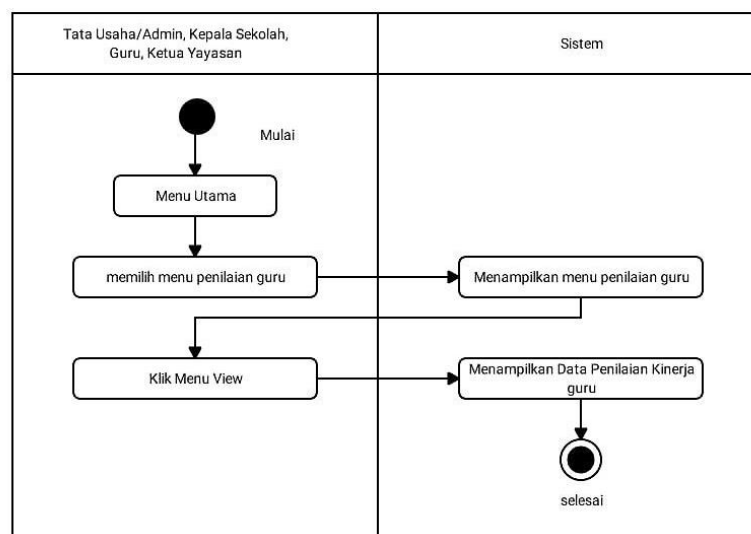 Tata Usaha/Admin, Kepala Sekolah,
Guru, Ketua Yayasan
Sistem
Mulai
Menu Utama
memilih menu penilaian guru
Menampilkan menu penilaian guru
Klik Menu View
Menampilkan Data Penilaian Kinerja
guru
selesai